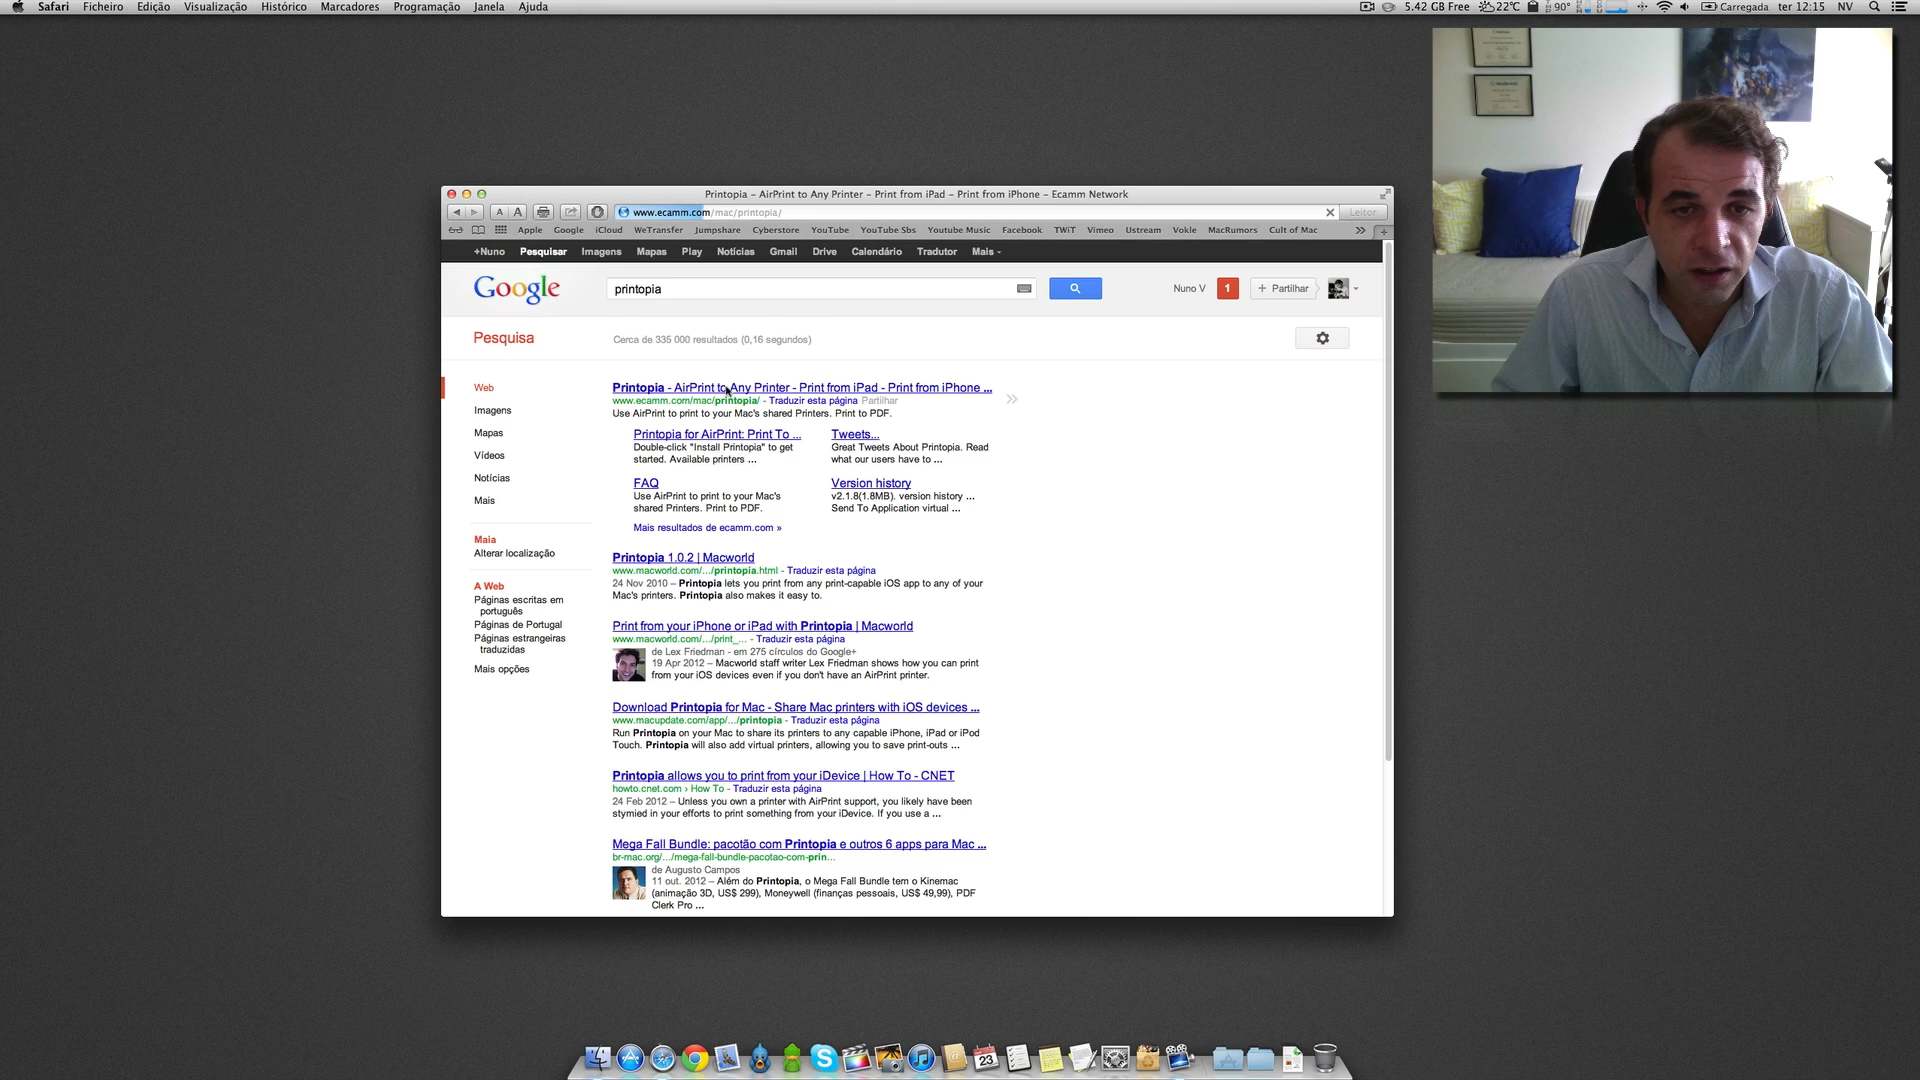 Safari Ficheiro Edição Visualização Histórico Marcadores Programação Janela Ajuda
5.42 GB Free 22°C 90° Carregada ter 12:15 NV
Printopia – AirPrint to Any Printer – Print from iPad – Print from iPhone – Ecamm Network
A A www.ecamm.com/mac/printopia/ Leitor
Apple Google iCloud WeTransfer Jumpshare Cyberstore YouTube YouTube Sbs Youtube Music Facebook TWiT Vimeo Ustream Vokle MacRumors Cult of Mac
+Nuno Pesquisar Imagens Mapas Play Notícias Gmail Drive Calendário Tradutor Mais
Google printopia Nuno V 1 + Partilhar
Pesquisa Cerca de 335 000 resultados (0,16 segundos)
Web
Imagens
Mapas
Vídeos
Notícias
Mais
Maia
Alterar localização
A Web
Páginas escritas em
português
Páginas de Portugal
Páginas estrangeiras
traduzidas
Mais opções
Printopia - AirPrint to Any Printer - Print from iPad - Print from iPhone ...
www.ecamm.com/mac/printopia/ - Traduzir esta página Partilhar
Use AirPrint to print to your Mac's shared Printers. Print to PDF.
Printopia for AirPrint: Print To ...
Double-click "Install Printopia" to get
started. Available printers ...
Tweets...
Great Tweets About Printopia. Read
what our users have to ...
FAQ
Use AirPrint to print to your Mac's
shared Printers. Print to PDF.
Version history
v2.1.8(1.8MB). version history ...
Send To Application virtual ...
Mais resultados de ecamm.com »
Printopia 1.0.2 | Macworld
www.macworld.com/.../printopia.html - Traduzir esta página
24 Nov 2010 – Printopia lets you print from any print-capable iOS app to any of your
Mac's printers. Printopia also makes it easy to.
Print from your iPhone or iPad with Printopia | Macworld
www.macworld.com/.../print_... - Traduzir esta página
de Lex Friedman - em 275 círculos do Google+
19 Apr 2012 – Macworld staff writer Lex Friedman shows how you can print
from your iOS devices even if you don't have an AirPrint printer.
Download Printopia for Mac - Share Mac printers with iOS devices ...
www.macupdate.com/app/.../printopia - Traduzir esta página
Run Printopia on your Mac to share its printers to any capable iPhone, iPad or iPod
Touch. Printopia will also add virtual printers, allowing you to save print-outs ...
Printopia allows you to print from your iDevice | How To - CNET
howto.cnet.com › How To - Traduzir esta página
24 Feb 2012 – Unless you own a printer with AirPrint support, you likely have been
stymied in your efforts to print something from your iDevice. If you use a ...
Mega Fall Bundle: pacotão com Printopia e outros 6 apps para Mac ...
br-mac.org/.../mega-fall-bundle-pacotao-com-prin...
de Augusto Campos
11 out. 2012 – Além do Printopia, o Mega Fall Bundle tem o Kinemac
(animação 3D, US$ 299), Moneywell (finanças pessoais, US$ 49,99), PDF
Clerk Pro ...
23